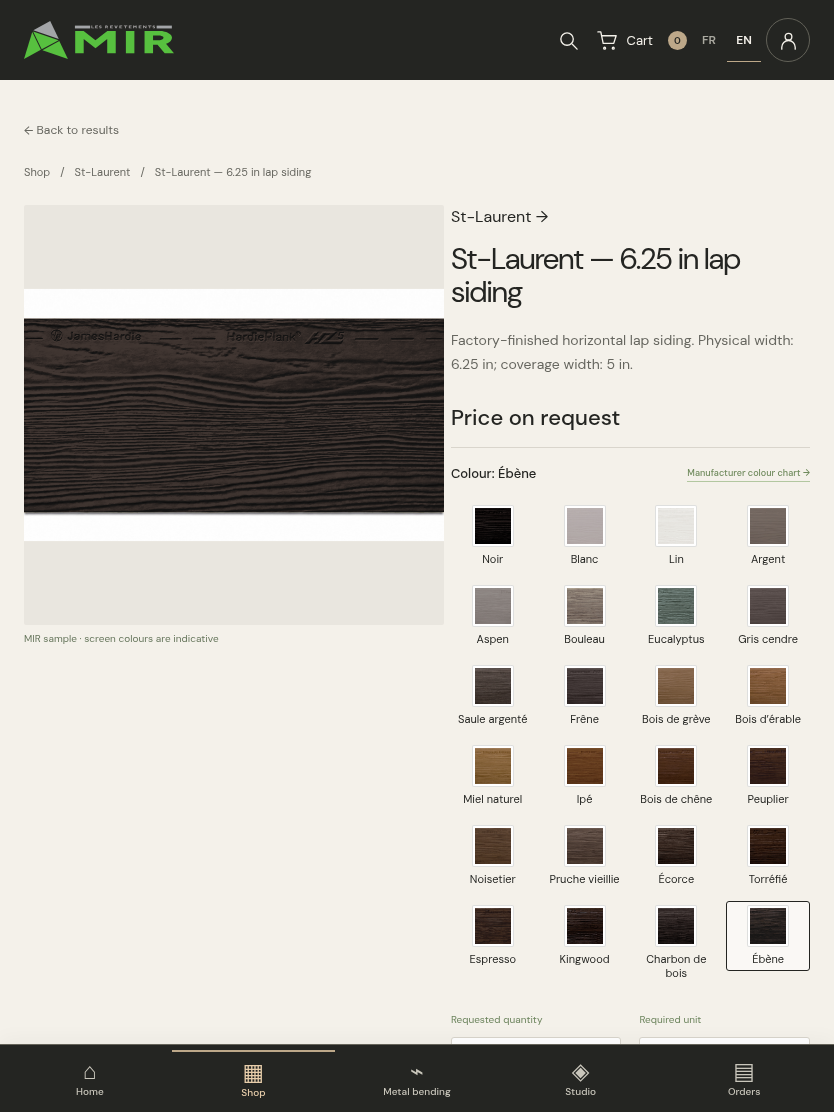 LES REVÊTEMENTS
MIR
Cart
0
FR
EN
← Back to results
Shop / St-Laurent / St-Laurent — 6.25 in lap siding
JamesHardie
HardiePlank HZ5
MIR sample · screen colours are indicative
St-Laurent →
St-Laurent — 6.25 in lap
siding
Factory-finished horizontal lap siding. Physical width:
6.25 in; coverage width: 5 in.
Price on request
Colour: Ébène
Manufacturer colour chart →
Noir
Blanc
Lin
Argent
Aspen
Bouleau
Eucalyptus
Gris cendre
Saule argenté
Frêne
Bois de grève
Bois d’érable
Miel naturel
Ipé
Bois de chêne
Peuplier
Noisetier
Pruche vieillie
Écorce
Torréfié
Espresso
Kingwood
Charbon de
bois
Ébène
Requested quantity
Required unit
Home
Shop
Metal bending
Studio
Orders